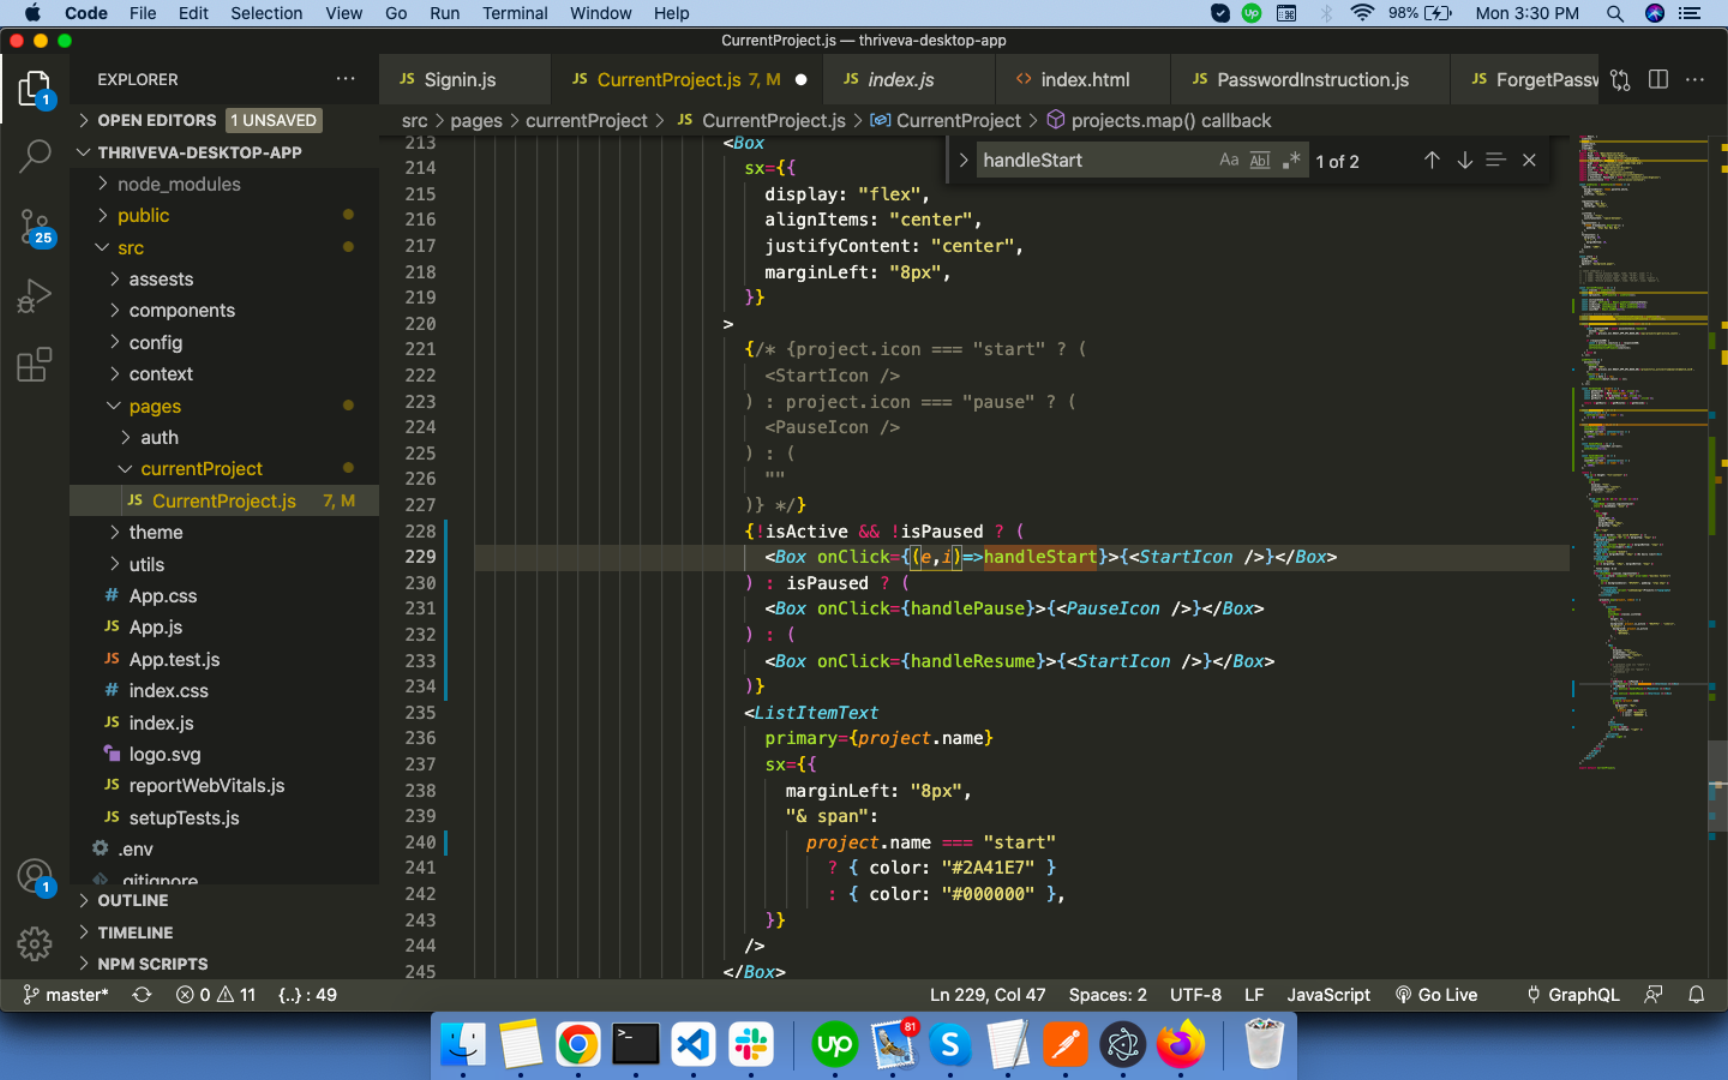 Code File Edit Selection View Go Run Terminal Window Help 98% Mon 3:30 PM
CurrentProject.js — thriveva-desktop-app
EXPLORER
JS Signin.js
JS CurrentProject.js 7, M
JS index.js
<> index.html
JS PasswordInstruction.js
JS ForgetPassw
src > pages > currentProject > JS CurrentProject.js > CurrentProject > projects.map() callback
handleStart Aa Abl .* 1 of 2
1
25
1
> OPEN EDITORS 1 UNSAVED
THRIVEVA-DESKTOP-APP
> node_modules
> public
src
> assests
> components
> config
> context
pages
> auth
currentProject
JS CurrentProject.js 7, M
> theme
> utils
# App.css
JS App.js
JS App.test.js
# index.css
JS index.js
logo.svg
JS reportWebVitals.js
JS setupTests.js
.env
.gitignore
> OUTLINE
> TIMELINE
> NPM SCRIPTS
213 <Box
214 sx={{
215 display: "flex",
216 alignItems: "center",
217 justifyContent: "center",
218 marginLeft: "8px",
219 }}
220 >
221 {/* {project.icon === "start" ? (
222 <StartIcon />
223 ) : project.icon === "pause" ? (
224 <PauseIcon />
225 ) : (
226 ""
227 )} */}
228 {!isActive && !isPaused ? (
229 <Box onClick={(e,i)=>handleStart}>{<StartIcon />}</Box>
230 ) : isPaused ? (
231 <Box onClick={handlePause}>{<PauseIcon />}</Box>
232 ) : (
233 <Box onClick={handleResume}>{<StartIcon />}</Box>
234 )}
235 <ListItemText
236 primary={project.name}
237 sx={{
238 marginLeft: "8px",
239 "& span":
240 project.name === "start"
241 ? { color: "#2A41E7" }
242 : { color: "#000000" },
243 }}
244 />
245 </Box>
master* 0 11 {..} : 49 Ln 229, Col 47 Spaces: 2 UTF-8 LF JavaScript Go Live GraphQL
>_ up 81 S